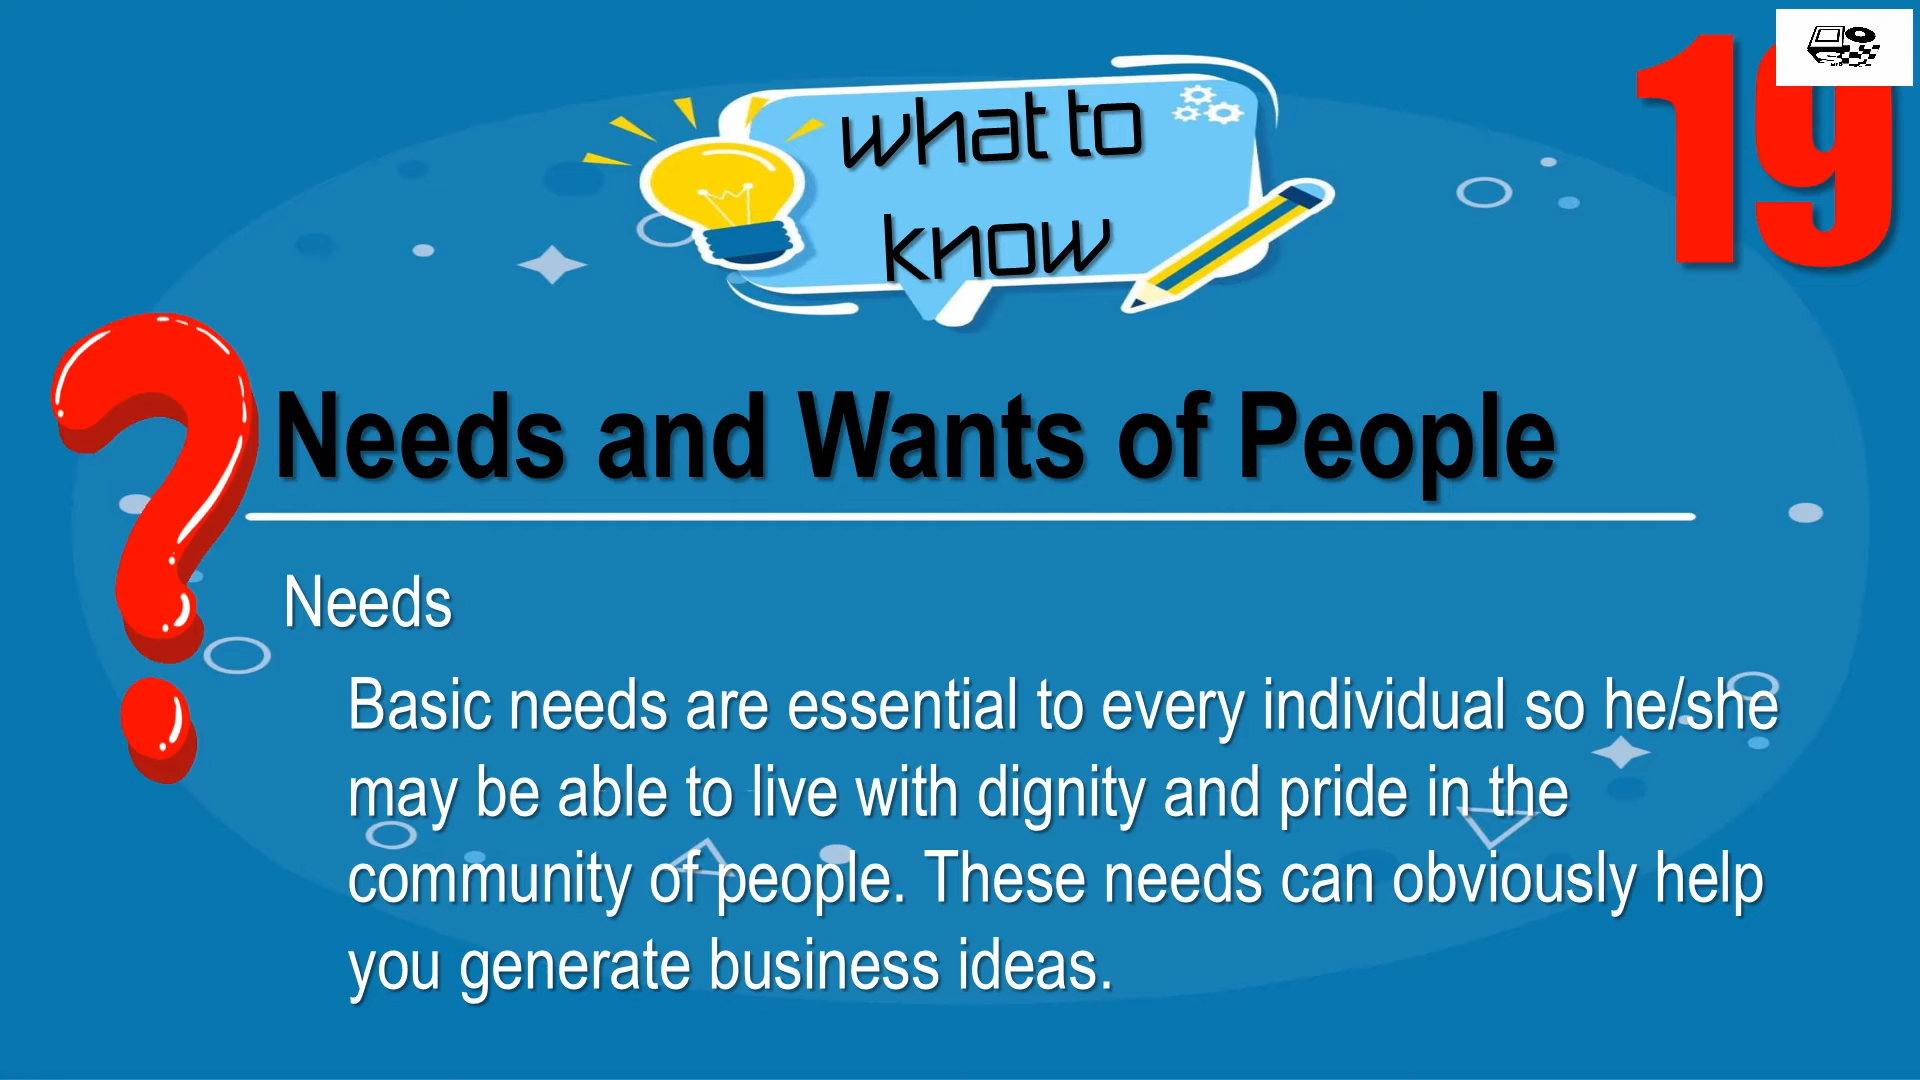 what to
know
19
Needs and Wants of People
Needs
Basic needs are essential to every individual so he/she
may be able to live with dignity and pride in the
community of people. These needs can obviously help
you generate business ideas.